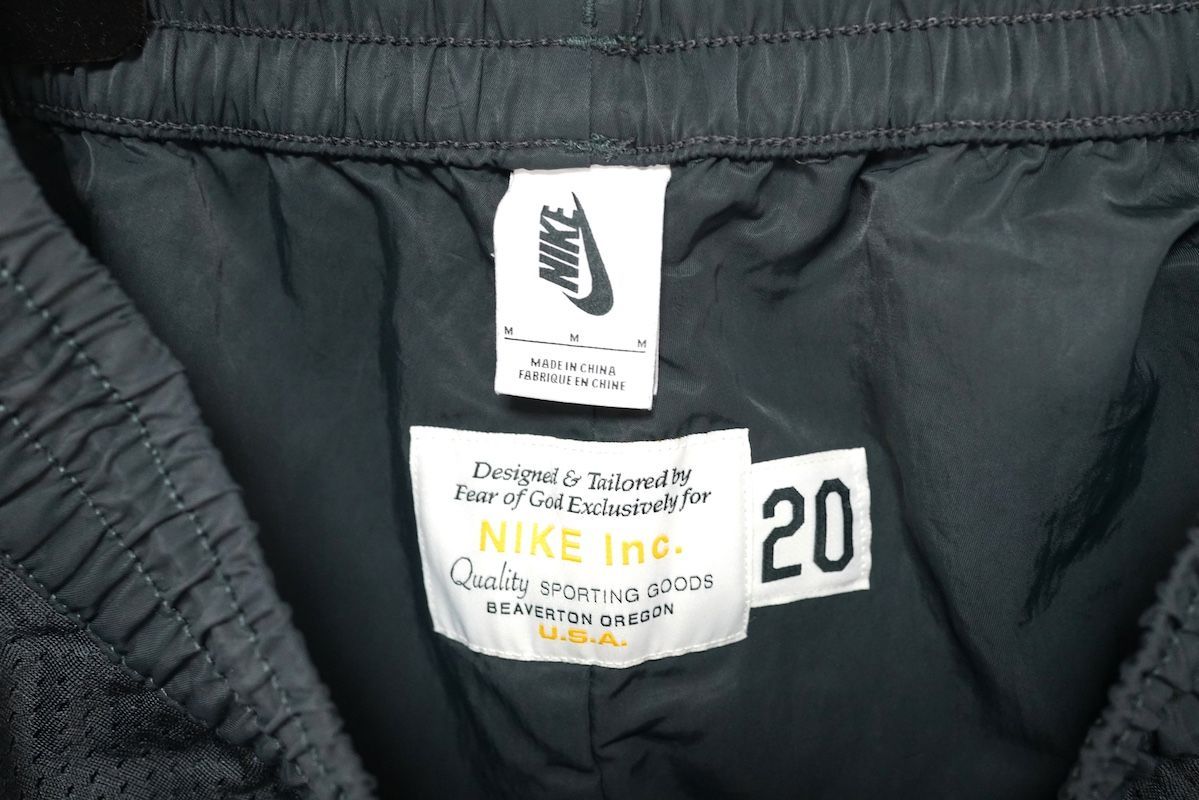 NIKE
M M M
MADE IN CHINA
FABRIQUE EN CHINE
Designed & Tailored by
Fear of God Exclusively for
NIKE Inc.
Quality SPORTING GOODS
BEAVERTON OREGON
U.S.A.
20